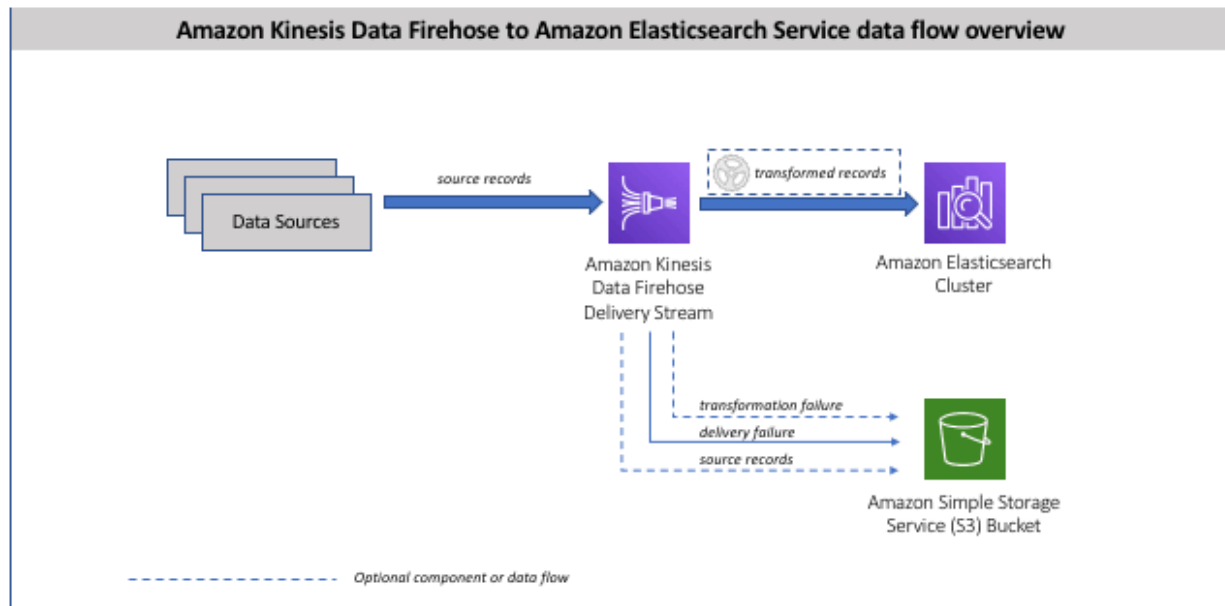 Amazon Kinesis Data Firehose to Amazon Elasticsearch Service data flow overview
source records
transformed records
Data Sources
Amazon Kinesis
Data Firehose
Delivery Stream
Amazon Elasticsearch
Cluster
transformation failure
delivery failure
source records
Amazon Simple Storage
Service (S3) Bucket
Optional component or data flow